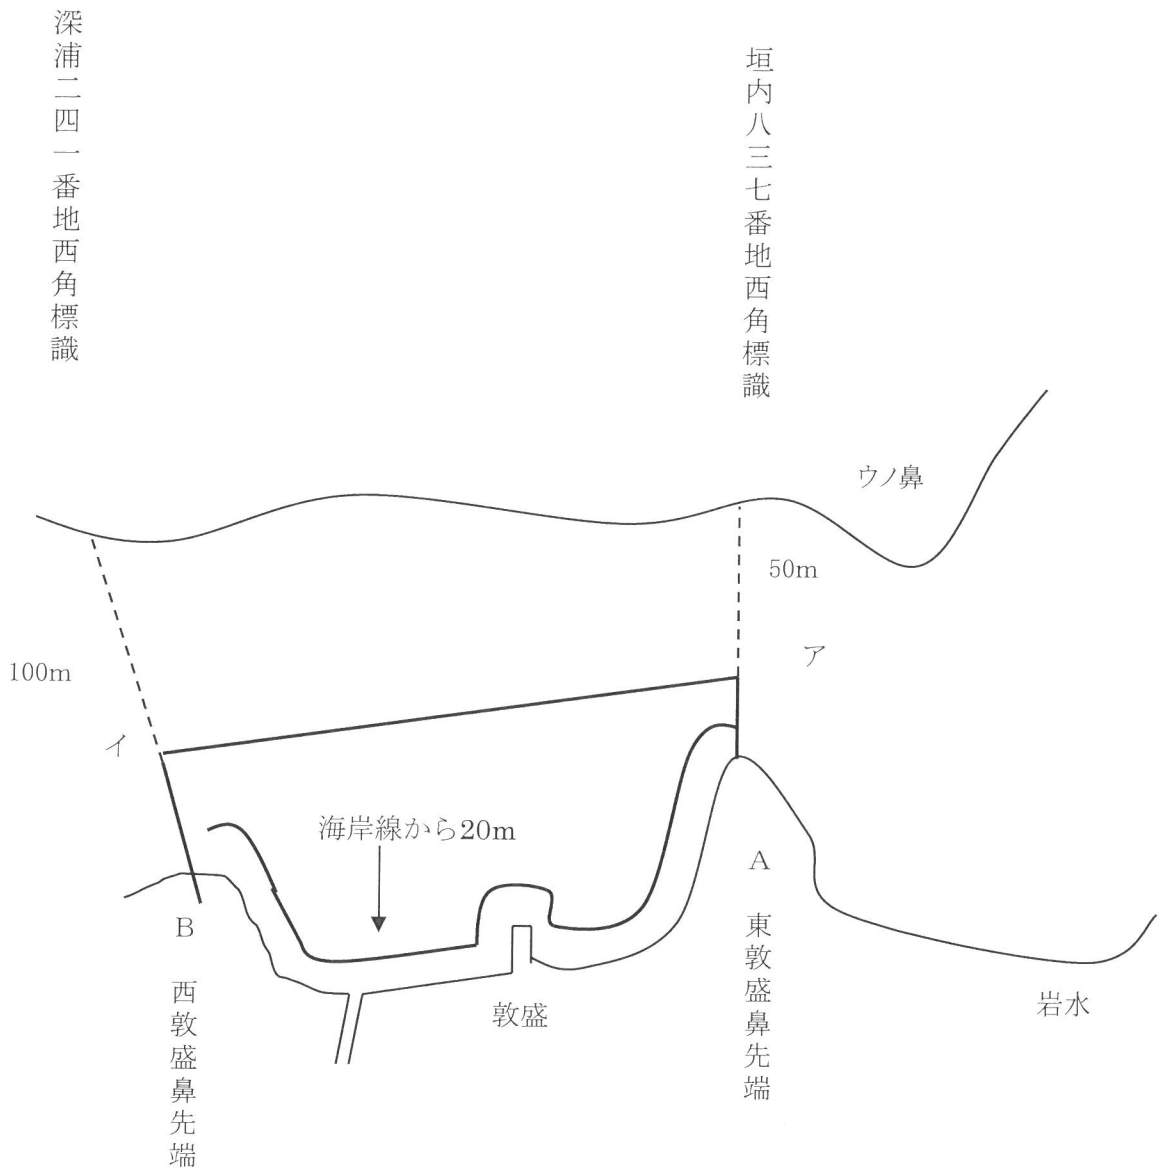 深浦二四一番地西角標識
垣内八三七番地西角標識
ウノ鼻
50m
ア
100m
イ
海岸線から20m
A
東敦盛鼻先端
B
西敦盛鼻先端
敦盛
岩水